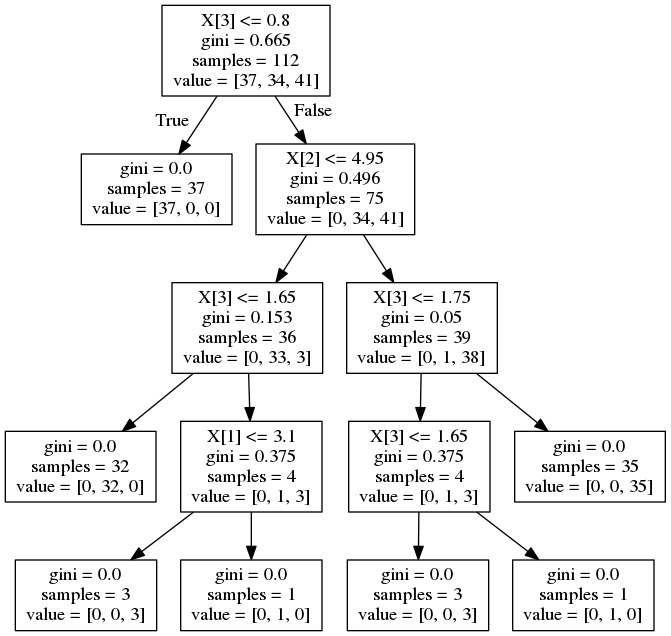 X[3] <= 0.8
gini = 0.665
samples = 112
value = [37, 34, 41]
True
False
gini = 0.0
samples = 37
value = [37, 0, 0]
X[2] <= 4.95
gini = 0.496
samples = 75
value = [0, 34, 41]
X[3] <= 1.65
gini = 0.153
samples = 36
value = [0, 33, 3]
X[3] <= 1.75
gini = 0.05
samples = 39
value = [0, 1, 38]
gini = 0.0
samples = 32
value = [0, 32, 0]
X[1] <= 3.1
gini = 0.375
samples = 4
value = [0, 1, 3]
X[3] <= 1.65
gini = 0.375
samples = 4
value = [0, 1, 3]
gini = 0.0
samples = 35
value = [0, 0, 35]
gini = 0.0
samples = 3
value = [0, 0, 3]
gini = 0.0
samples = 1
value = [0, 1, 0]
gini = 0.0
samples = 3
value = [0, 0, 3]
gini = 0.0
samples = 1
value = [0, 1, 0]